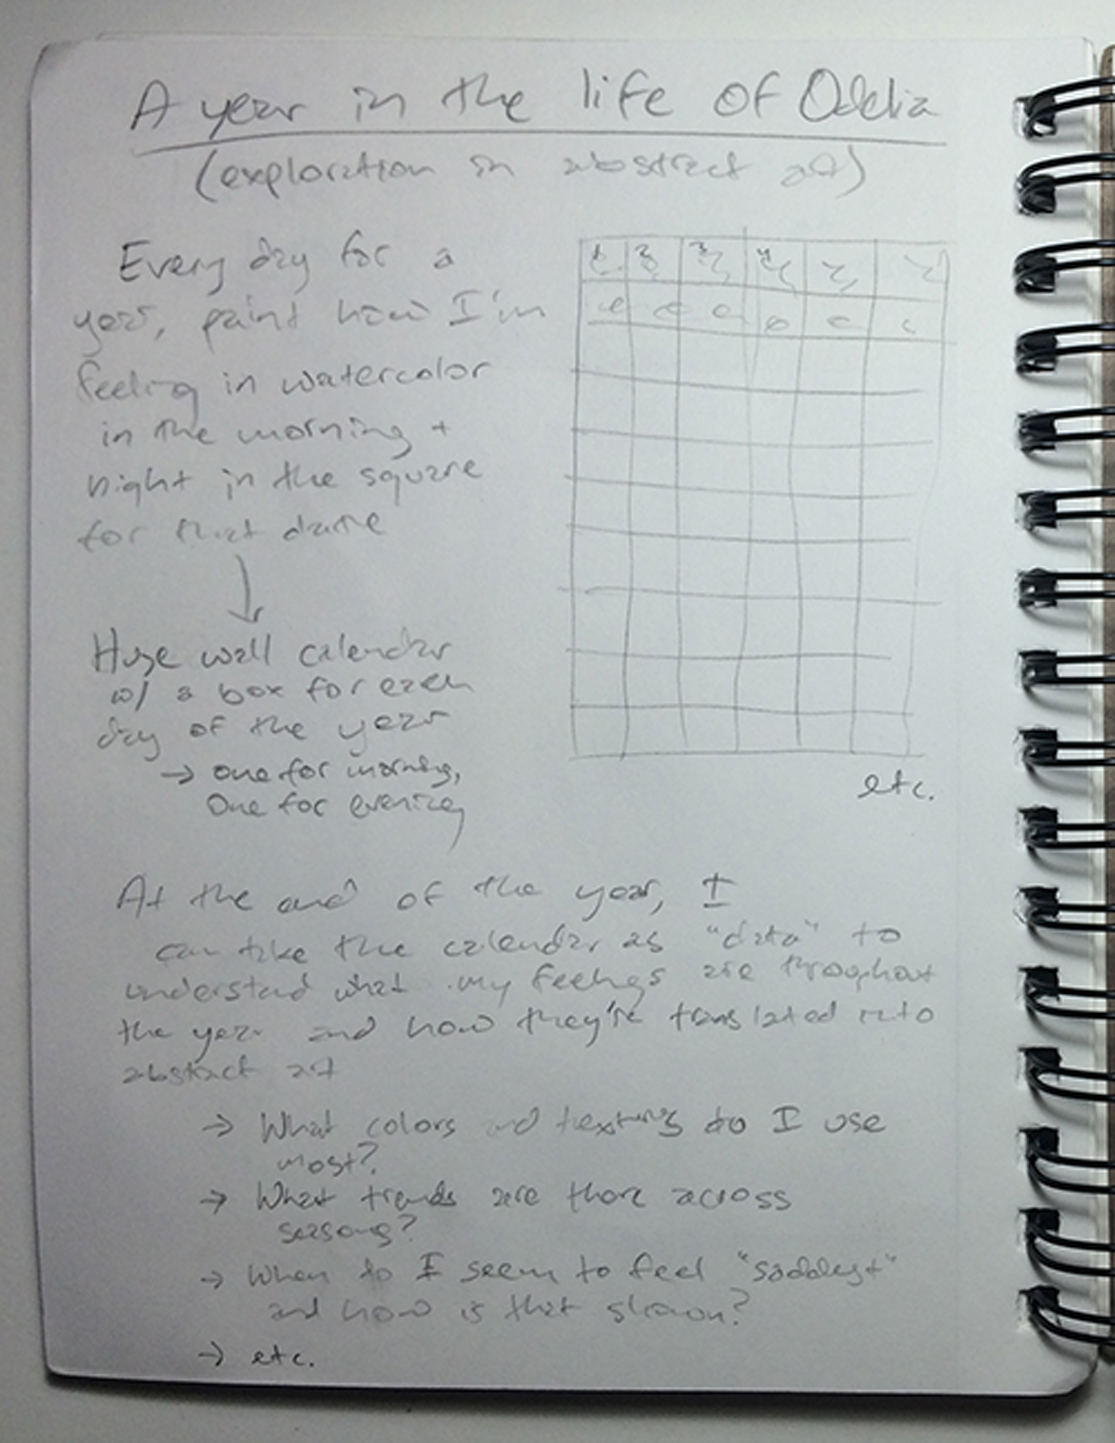 A year in the life of Odelia
(exploration in abstract art)
Every day for a
year, paint how I'm
feeling in watercolor
in the morning +
night in the square
for that date
Huge wall calendar
w/ a box for each
day of the year
→ one for morning,
One for evening
etc.
At the end of the year, I
can take the calendar as "data" to
understand what my feelings are throughout
the year and how they're translated into
abstract art
→ What colors and textures do I use
most?
→ What trends are there across
seasons?
→ When do I seem to feel "saddest"
and how is that shown?
→ etc.